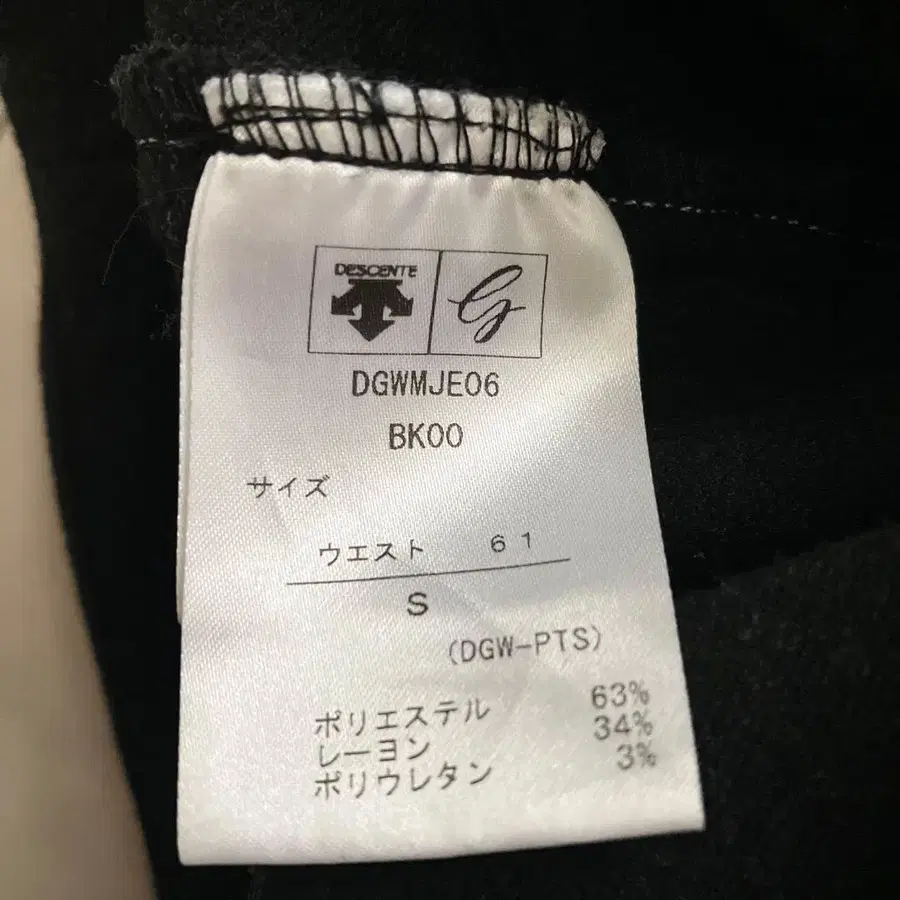 DESCENTE
G
DGWMJE06
BK00
サイズ
ウエスト 61
S
(DGW-PTS)
ポリエステル 63%
レーヨン 34%
ポリウレタン 3%